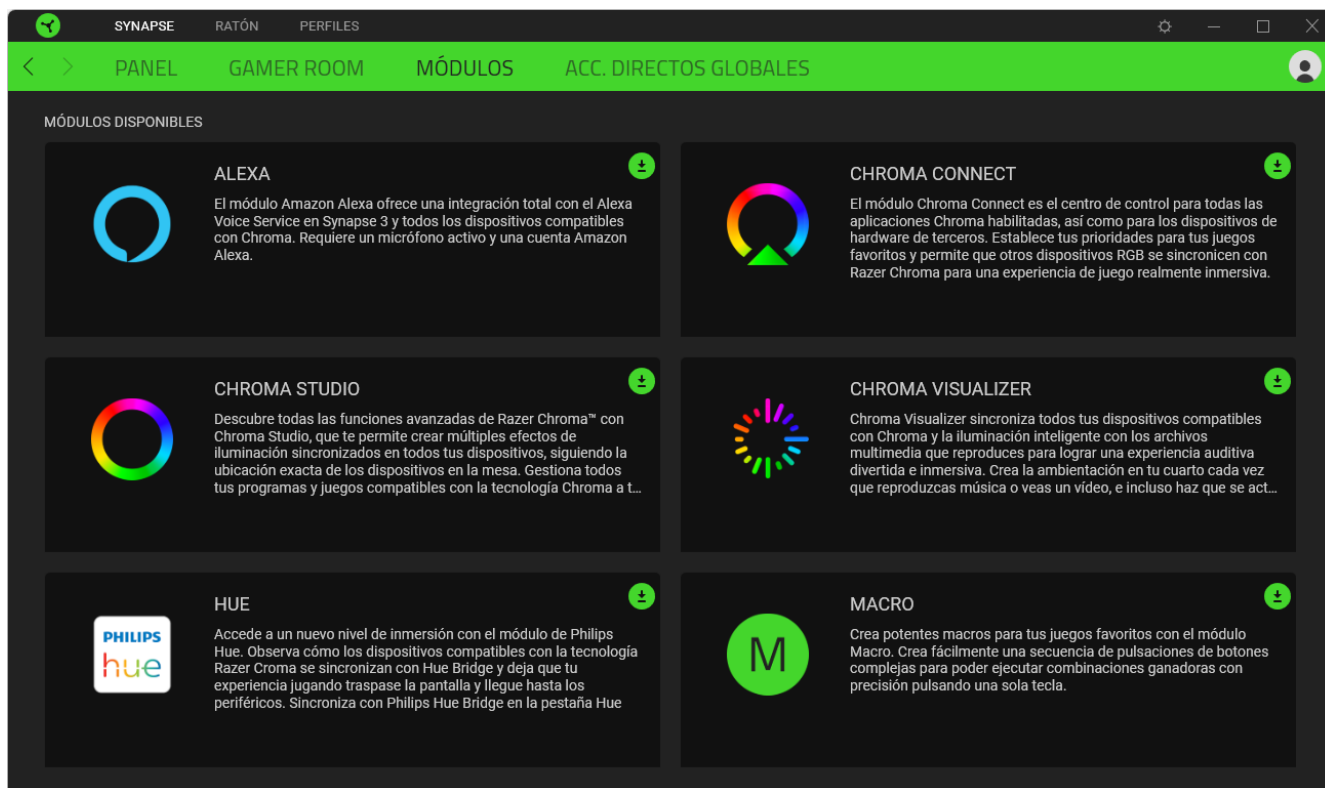 SYNAPSE RATÓN PERFILES
PANEL GAMER ROOM MÓDULOS ACC. DIRECTOS GLOBALES
MÓDULOS DISPONIBLES
ALEXA
El módulo Amazon Alexa ofrece una integración total con el Alexa
Voice Service en Synapse 3 y todos los dispositivos compatibles
con Chroma. Requiere un micrófono activo y una cuenta Amazon
Alexa.
CHROMA CONNECT
El módulo Chroma Connect es el centro de control para todas las
aplicaciones Chroma habilitadas, así como para los dispositivos de
hardware de terceros. Establece tus prioridades para tus juegos
favoritos y permite que otros dispositivos RGB se sincronicen con
Razer Chroma para una experiencia de juego realmente inmersiva.
CHROMA STUDIO
Descubre todas las funciones avanzadas de Razer Chroma™ con
Chroma Studio, que te permite crear múltiples efectos de
iluminación sincronizados en todos tus dispositivos, siguiendo la
ubicación exacta de los dispositivos en la mesa. Gestiona todos
tus programas y juegos compatibles con la tecnología Chroma a t...
CHROMA VISUALIZER
Chroma Visualizer sincroniza todos tus dispositivos compatibles
con Chroma y la iluminación inteligente con los archivos
multimedia que reproduces para lograr una experiencia auditiva
divertida e inmersiva. Crea la ambientación en tu cuarto cada vez
que reproduzcas música o veas un vídeo, e incluso haz que se act...
PHILIPS
hue
HUE
Accede a un nuevo nivel de inmersión con el módulo de Philips
Hue. Observa cómo los dispositivos compatibles con la tecnología
Razer Croma se sincronizan con Hue Bridge y deja que tu
experiencia jugando traspase la pantalla y llegue hasta los
periféricos. Sincroniza con Philips Hue Bridge en la pestaña Hue
M
MACRO
Crea potentes macros para tus juegos favoritos con el módulo
Macro. Crea fácilmente una secuencia de pulsaciones de botones
complejas para poder ejecutar combinaciones ganadoras con
precisión pulsando una sola tecla.